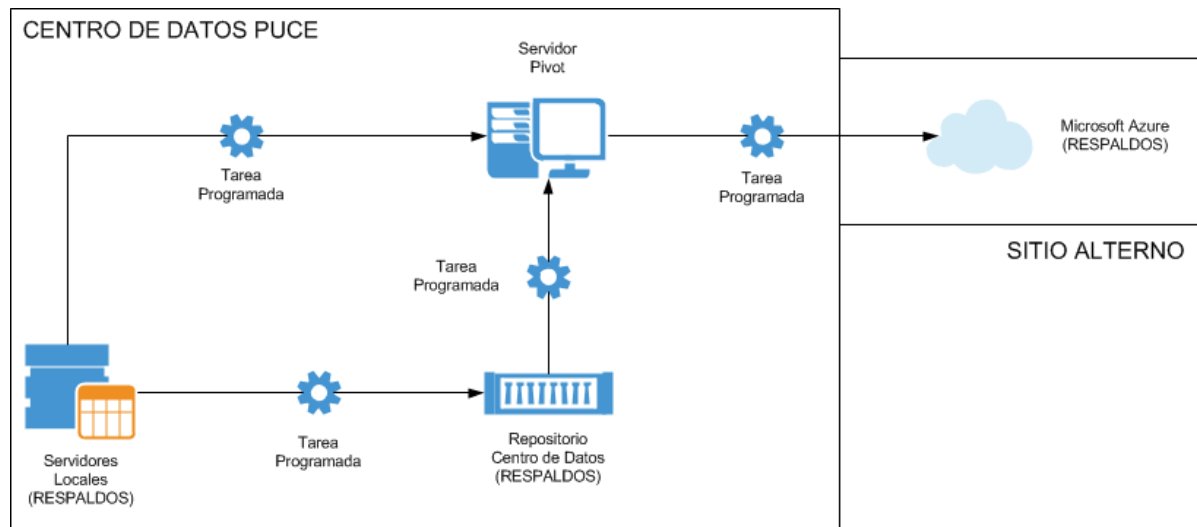 CENTRO DE DATOS PUCE
Servidor
Pivot
Tarea
Programada
Tarea
Programada
Microsoft Azure
(RESPALDOS)
SITIO ALTERNO
Tarea
Programada
Tarea
Programada
Servidores
Locales
(RESPALDOS)
Repositorio
Centro de Datos
(RESPALDOS)